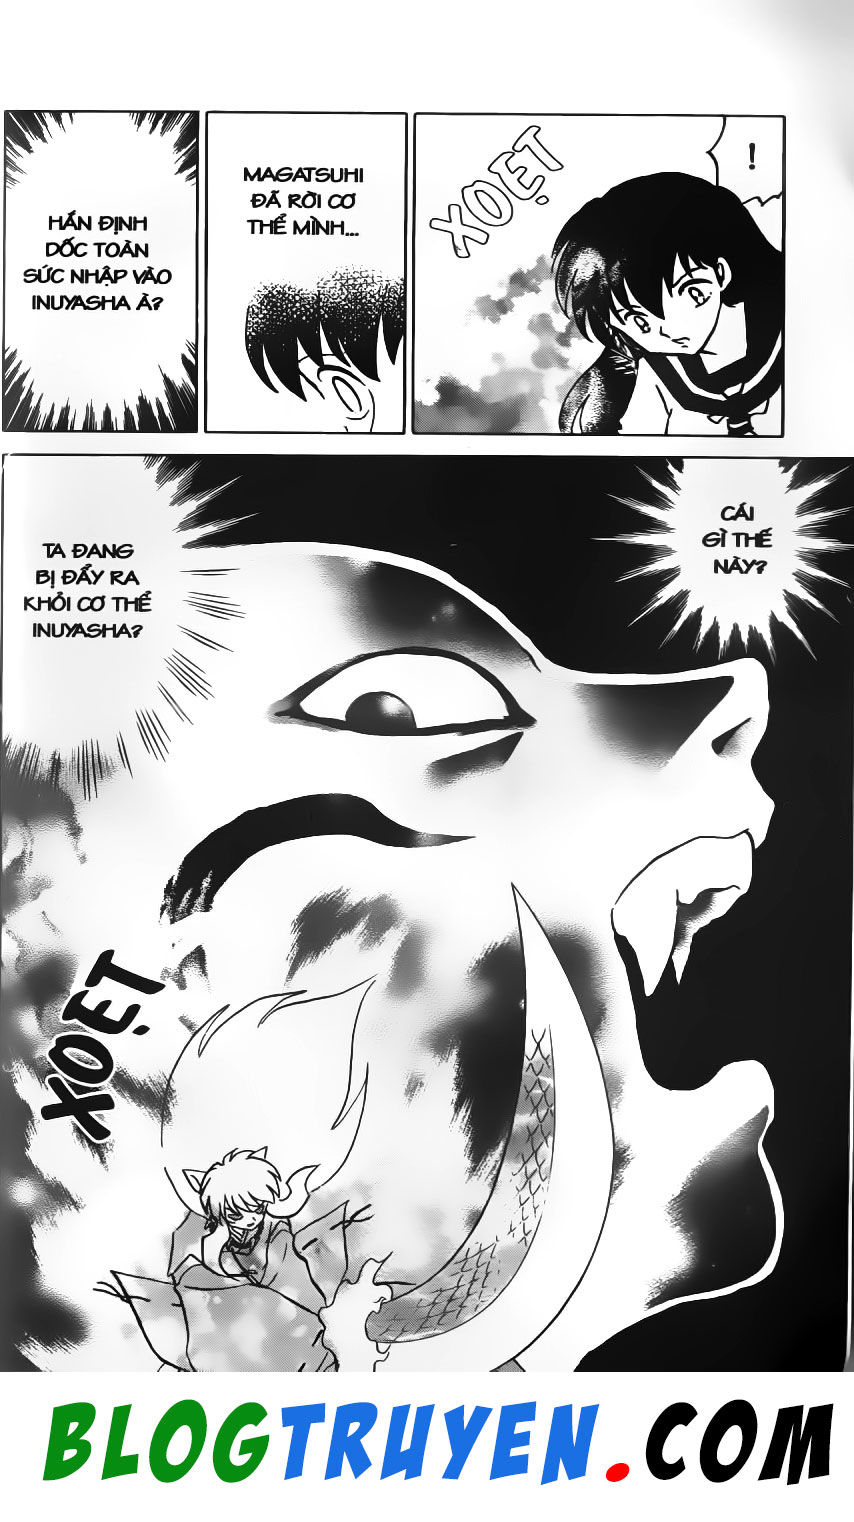 HẮN ĐỊNH
DỐC TOÀN
SỨC NHẬP VÀO
INUYASHA À?
MAGATSUHI
ĐÃ RỜI CƠ
THỂ MÌNH...
XOẸT
!
TA ĐANG
BỊ ĐẨY RA
KHỎI CƠ THỂ
INUYASHA?
CÁI
GÌ THẾ
NÀY?
XOẸT
BLOGTRUYEN.COM